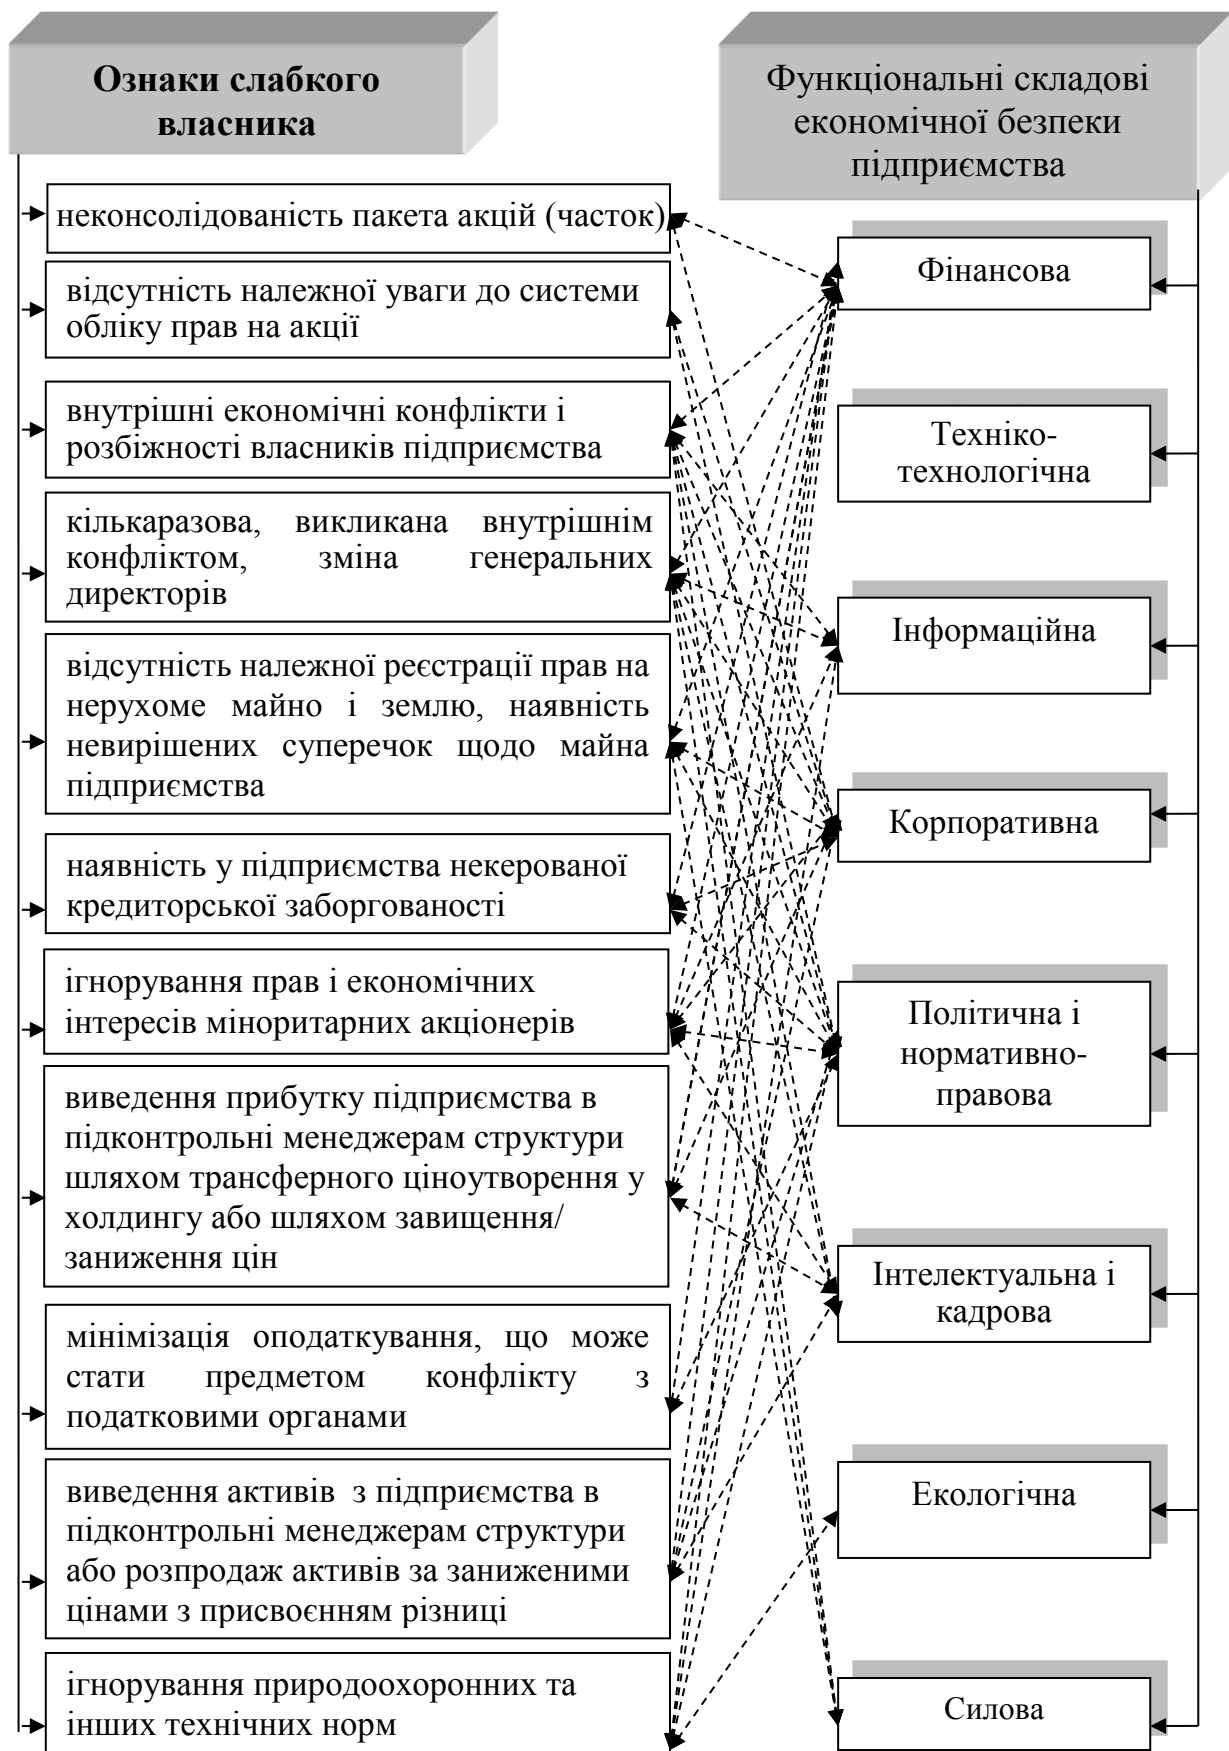 Ознаки слабкого
власника
неконсолідованість пакета акцій (часток)
відсутність належної уваги до системи
обліку прав на акції
внутрішні економічні конфлікти і
розбіжності власників підприємства
кількаразова, викликана внутрішнім
конфліктом, зміна генеральних
директорів
відсутність належної реєстрації прав на
нерухоме майно і землю, наявність
невирішених суперечок щодо майна
підприємства
наявність у підприємства некерованої
кредиторської заборгованості
ігнорування прав і економічних
інтересів міноритарних акціонерів
виведення прибутку підприємства в
підконтрольні менеджерам структури
шляхом трансферного ціноутворення у
холдингу або шляхом завищення/
заниження цін
мінімізація оподаткування, що може
стати предметом конфлікту з
податковими органами
виведення активів з підприємства в
підконтрольні менеджерам структури
або розпродаж активів за заниженими
цінами з присвоєнням різниці
ігнорування природоохоронних та
інших технічних норм
Функціональні складові
економічної безпеки
підприємства
Фінансова
Техніко-
технологічна
Інформаційна
Корпоративна
Політична і
нормативно-
правова
Інтелектуальна і
кадрова
Екологічна
Силова